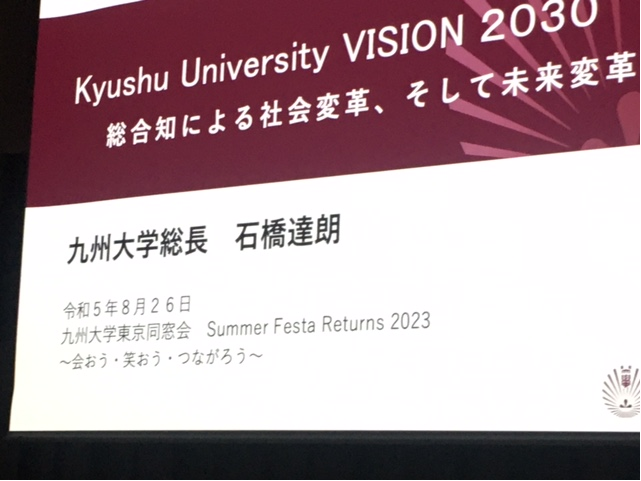 Kyushu University VISION 2030
総合知による社会変革、そして未来変革
九州大学総長　石橋達朗
令和5年8月26日
九州大学東京同窓会　Summer Festa Returns 2023
～会おう・笑おう・つながろう～